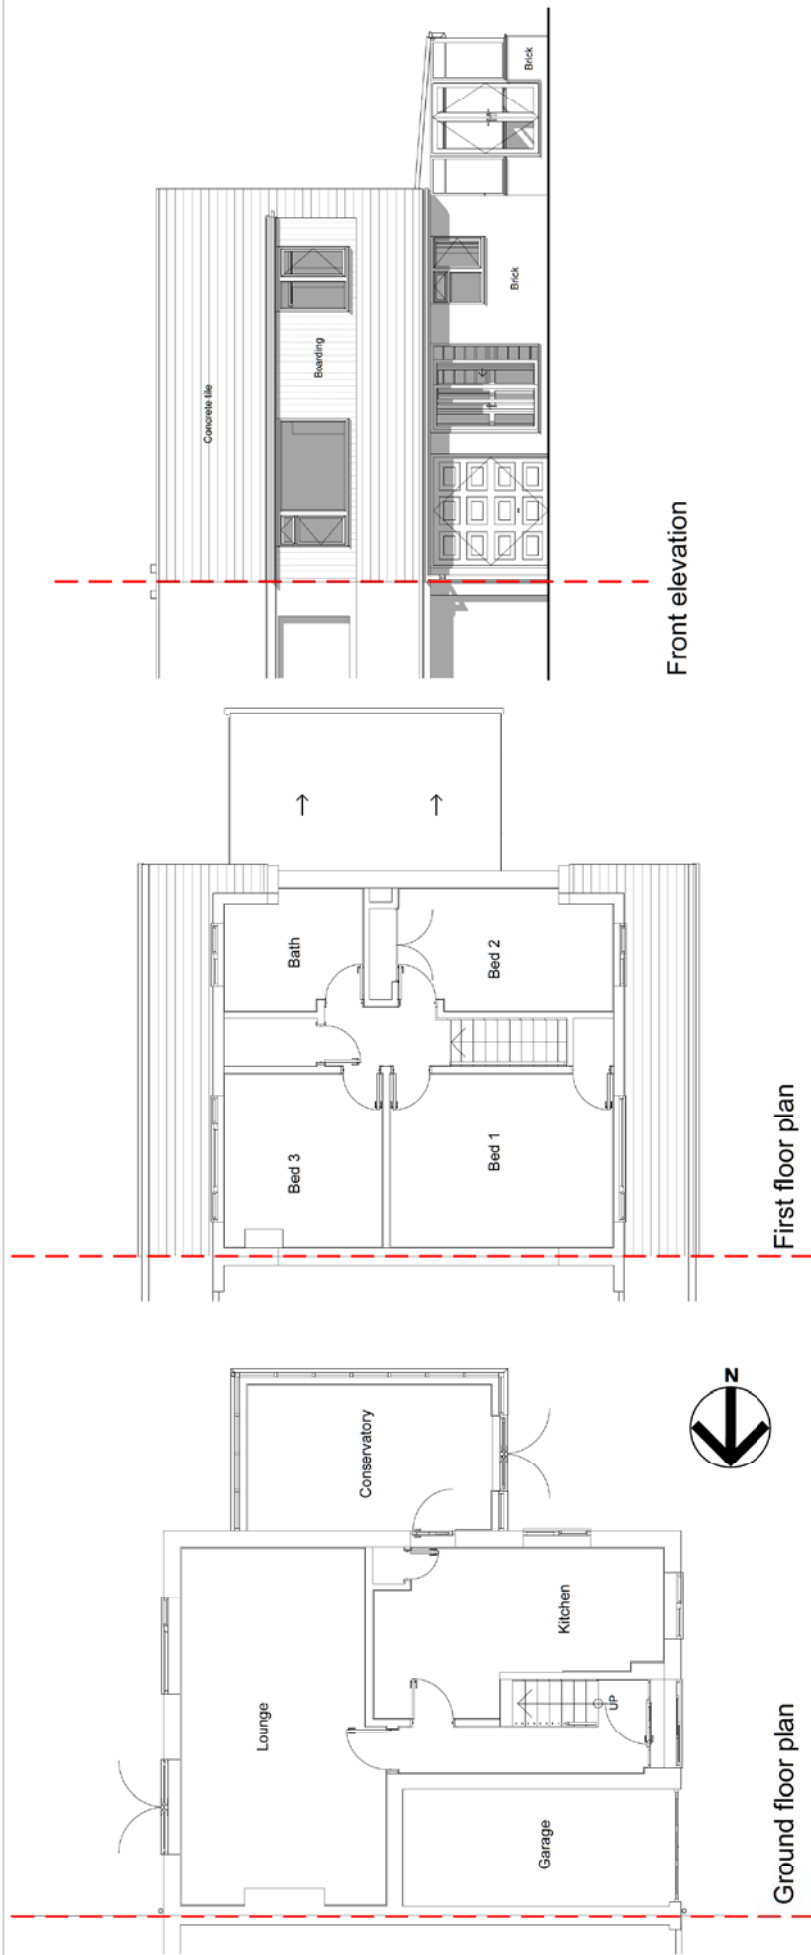 Lounge
Conservatory
Kitchen
UP
Garage
Ground floor plan
N
Bath
Bed 3
Bed 2
Bed 1
First floor plan
Concrete tile
Boarding
Brick
Brick
Front elevation